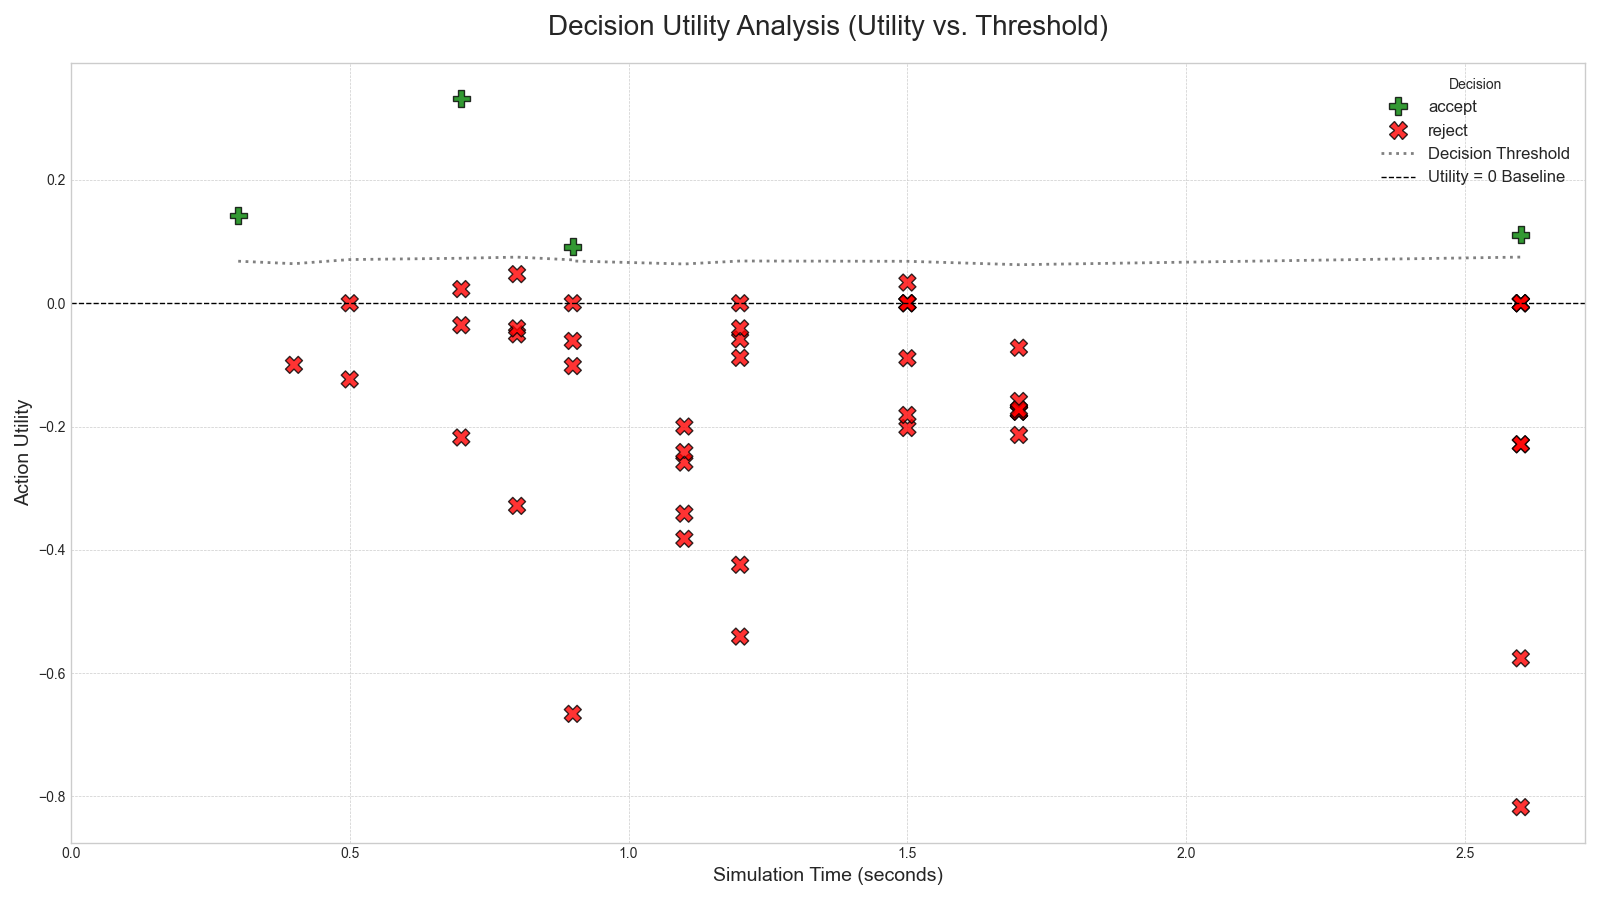 Decision Utility Analysis (Utility vs. Threshold)
Decision
accept
reject
Decision Threshold
Utility = 0 Baseline
Action Utility
0.2
0.0
−0.2
−0.4
−0.6
−0.8
0.0 0.5 1.0 1.5 2.0 2.5
Simulation Time (seconds)